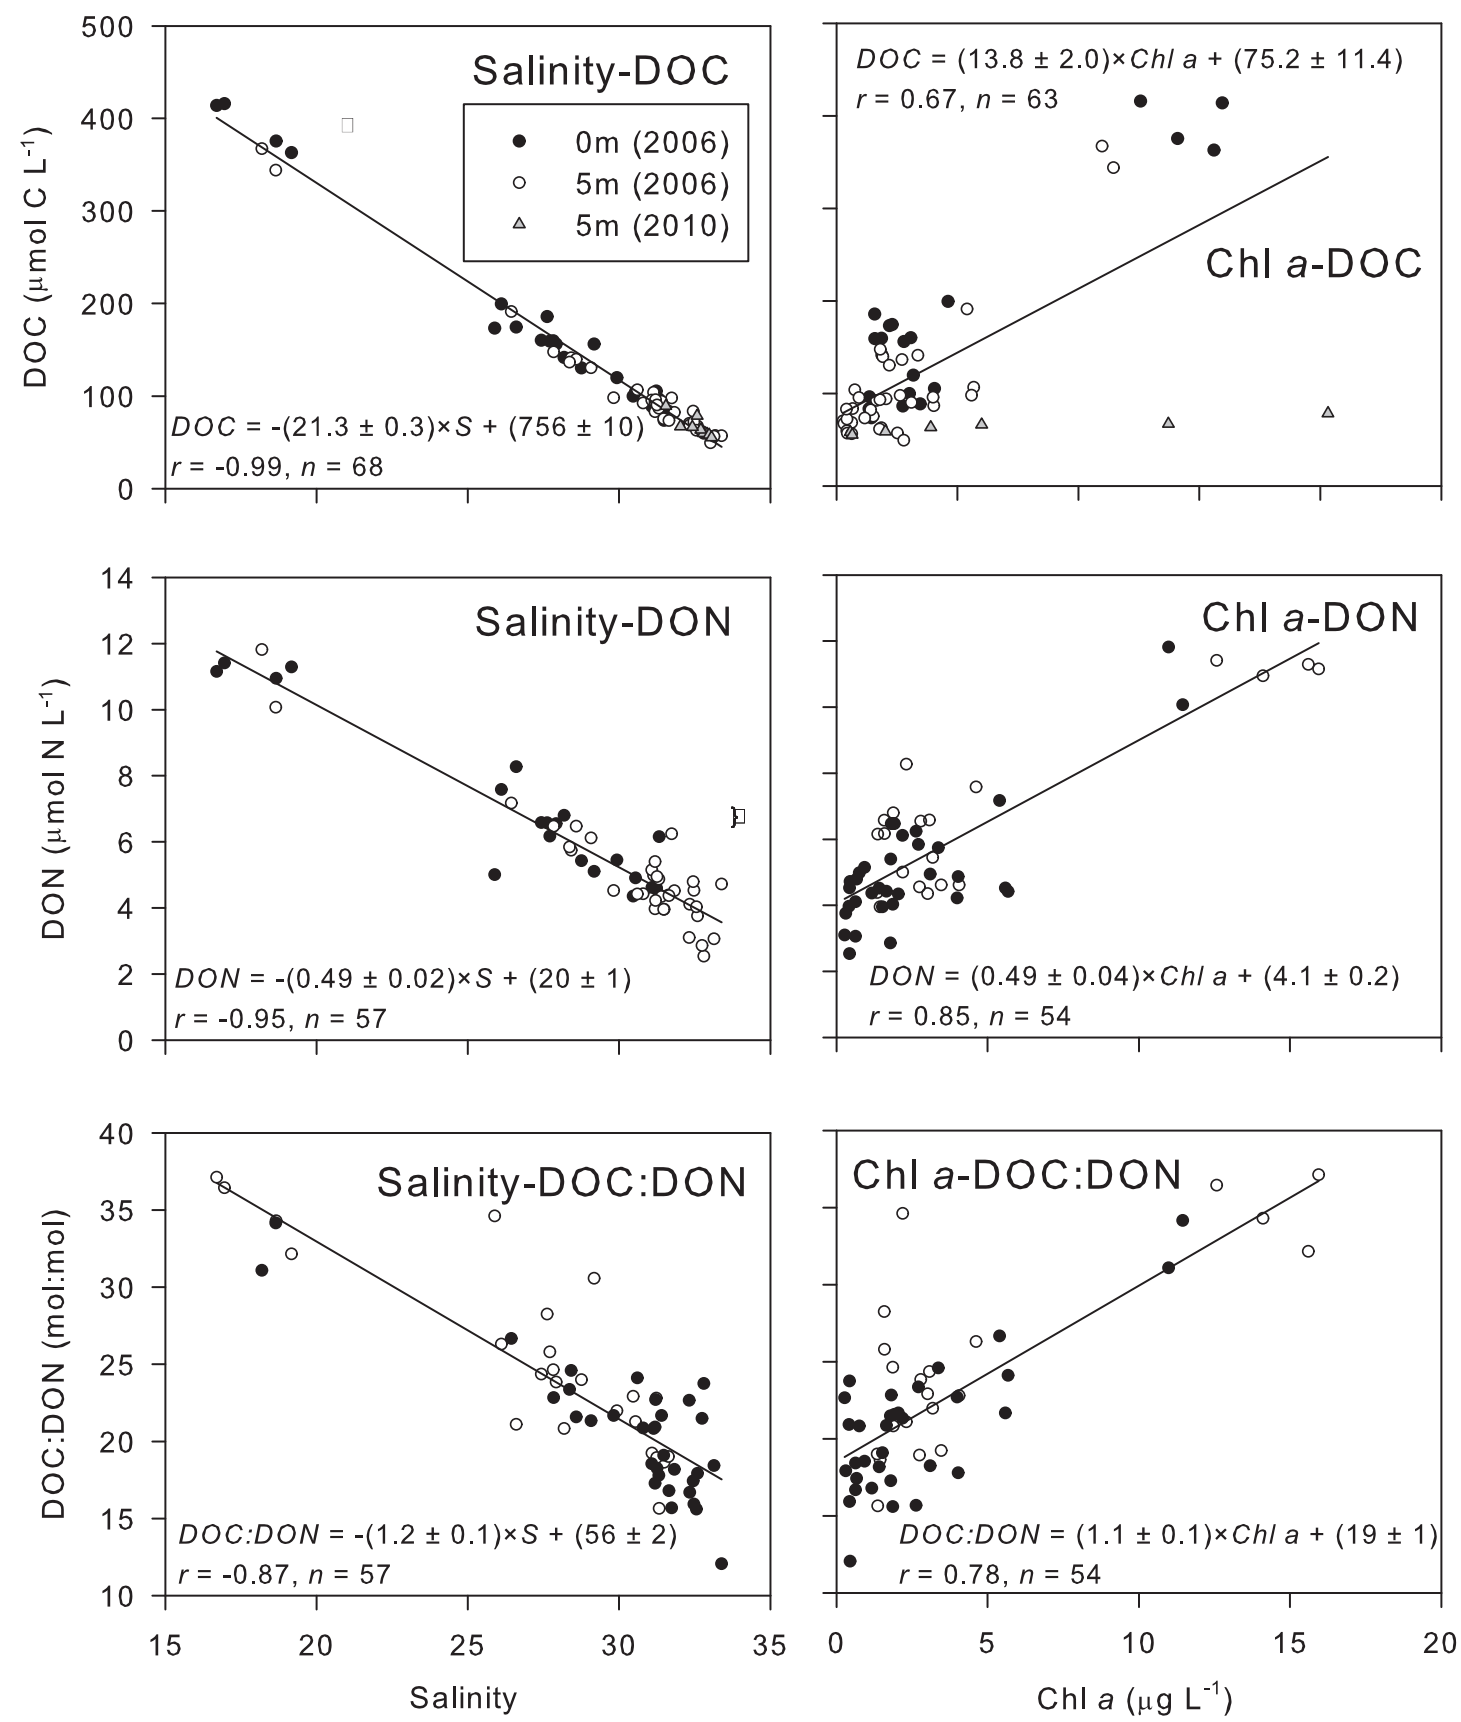 500
400
300
200
100
0
DOC (μmol C L⁻¹)
Salinity-DOC
0m (2006)
5m (2006)
5m (2010)
DOC = -(21.3 ± 0.3)×S + (756 ± 10)
r = -0.99, n = 68
DOC = (13.8 ± 2.0)×Chl a + (75.2 ± 11.4)
r = 0.67, n = 63
Chl a-DOC
20
14
12
10
8
6
4
2
0
DON (μmol N L⁻¹)
Salinity-DON
DON = -(0.49 ± 0.02)×S + (20 ± 1)
r = -0.95, n = 57
Chl a-DON
DON = (0.49 ± 0.04)×Chl a + (4.1 ± 0.2)
r = 0.85, n = 54
40
35
30
25
20
15
10
DOC:DON (mol:mol)
Salinity-DOC:DON
DOC:DON = -(1.2 ± 0.1)×S + (56 ± 2)
r = -0.87, n = 57
15 20 25 30 35
Salinity
Chl a-DOC:DON
DOC:DON = (1.1 ± 0.1)×Chl a + (19 ± 1)
r = 0.78, n = 54
0 5 10 15 20
Chl a (μg L⁻¹)